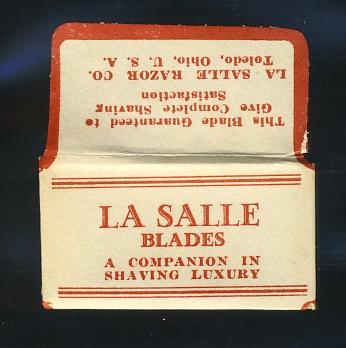 This Blade Guaranteed to
Give Complete Shaving
Satisfaction
LA SALLE RAZOR CO.
Toledo, Ohio, U. S. A.
LA SALLE
BLADES
A COMPANION IN
SHAVING LUXURY